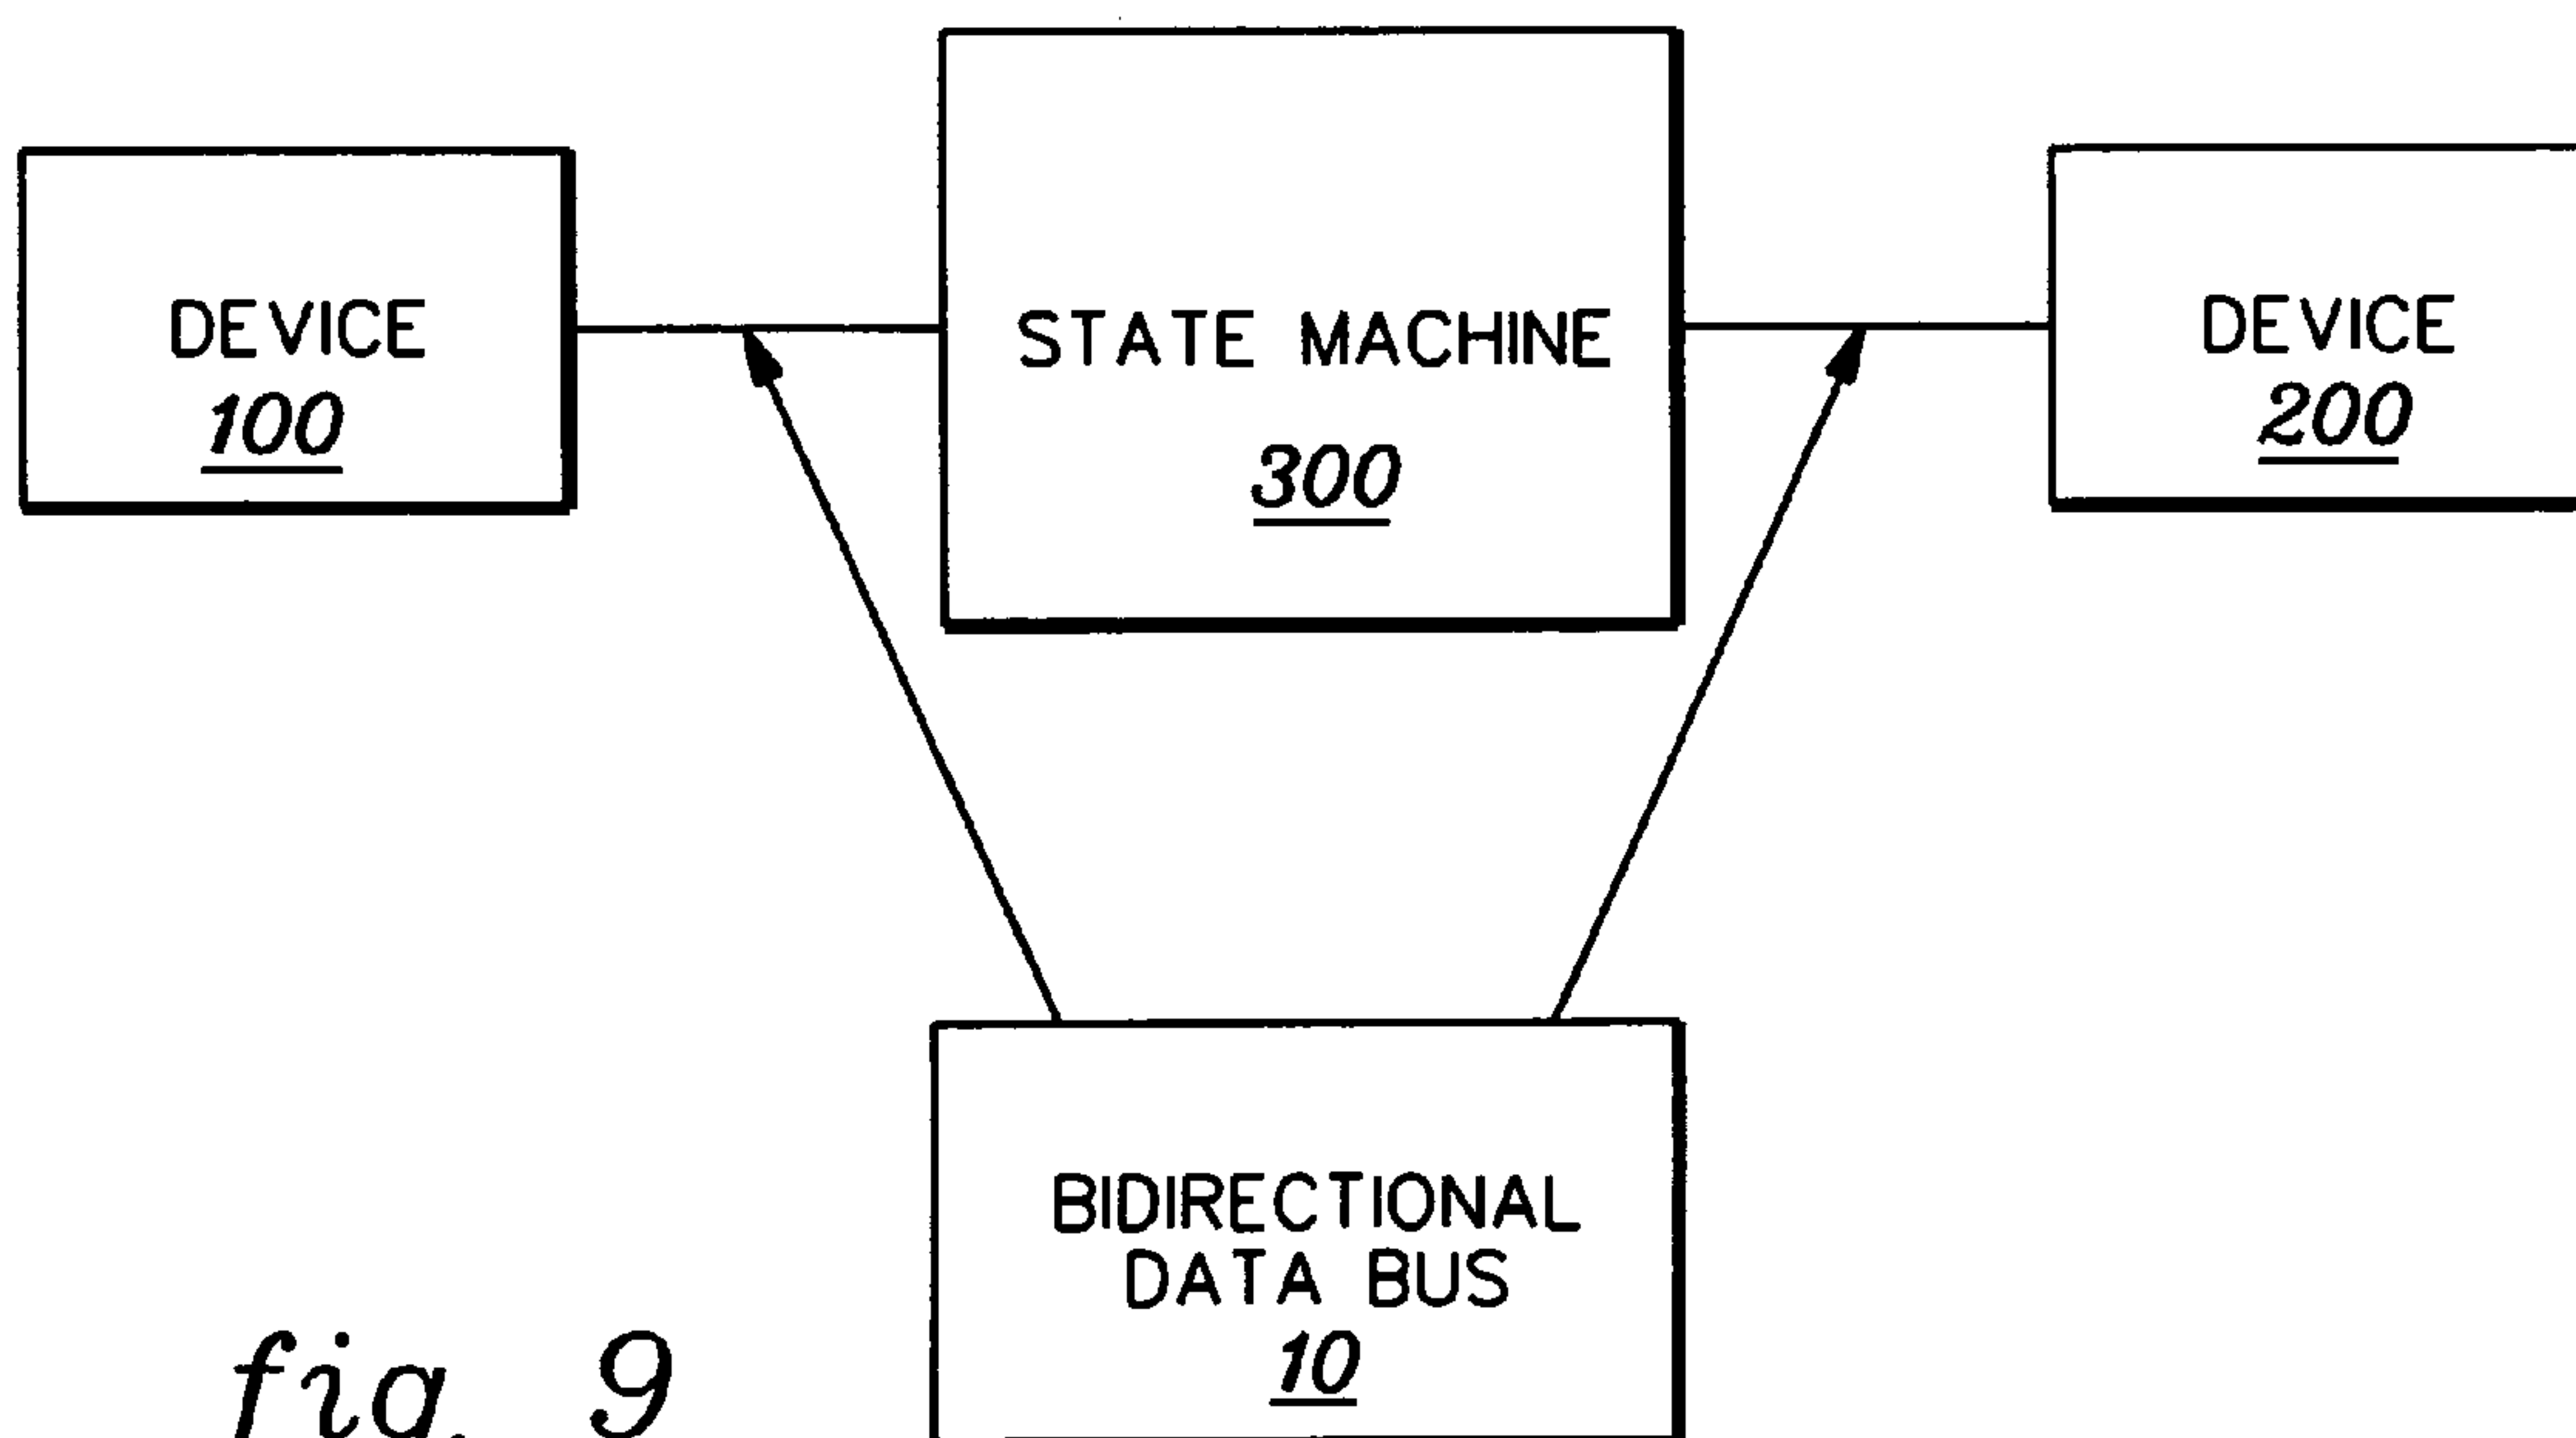 DEVICE
100
STATE MACHINE
300
DEVICE
200
BIDIRECTIONAL
DATA BUS
10
fig. 9